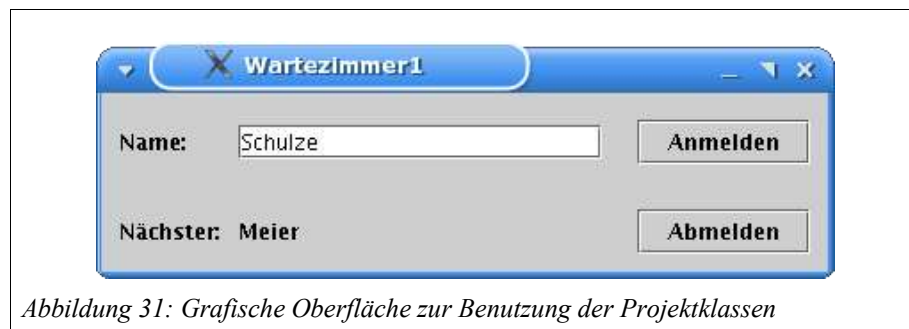 Wartezimmer1
Name: Schulze Anmelden
Nächster: Meier Abmelden
Abbildung 31: Grafische Oberfläche zur Benutzung der Projektklassen